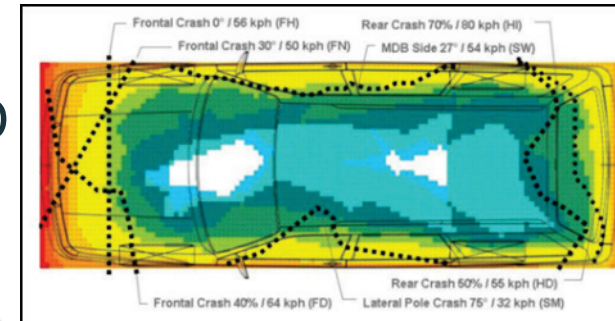 Frontal Crash 0° / 56 kph (FH)
Rear Crash 70% / 80 kph (HI)
Frontal Crash 30° / 50 kph (FN)
MDB Side 27° / 54 kph (SW)
Rear Crash 50% / 55 kph (HD)
Frontal Crash 40% / 64 kph (FD)
Lateral Pole Crash 75° / 32 kph (SM)